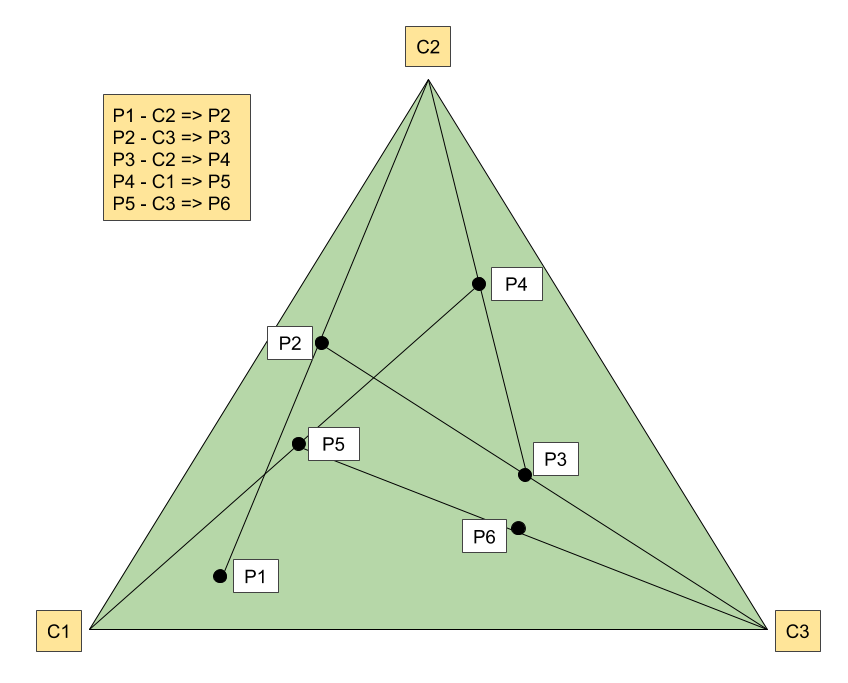 C2
P1 - C2 => P2
P2 - C3 => P3
P3 - C2 => P4
P4 - C1 => P5
P5 - C3 => P6
P4
P2
P5
P3
P6
P1
C1
C3